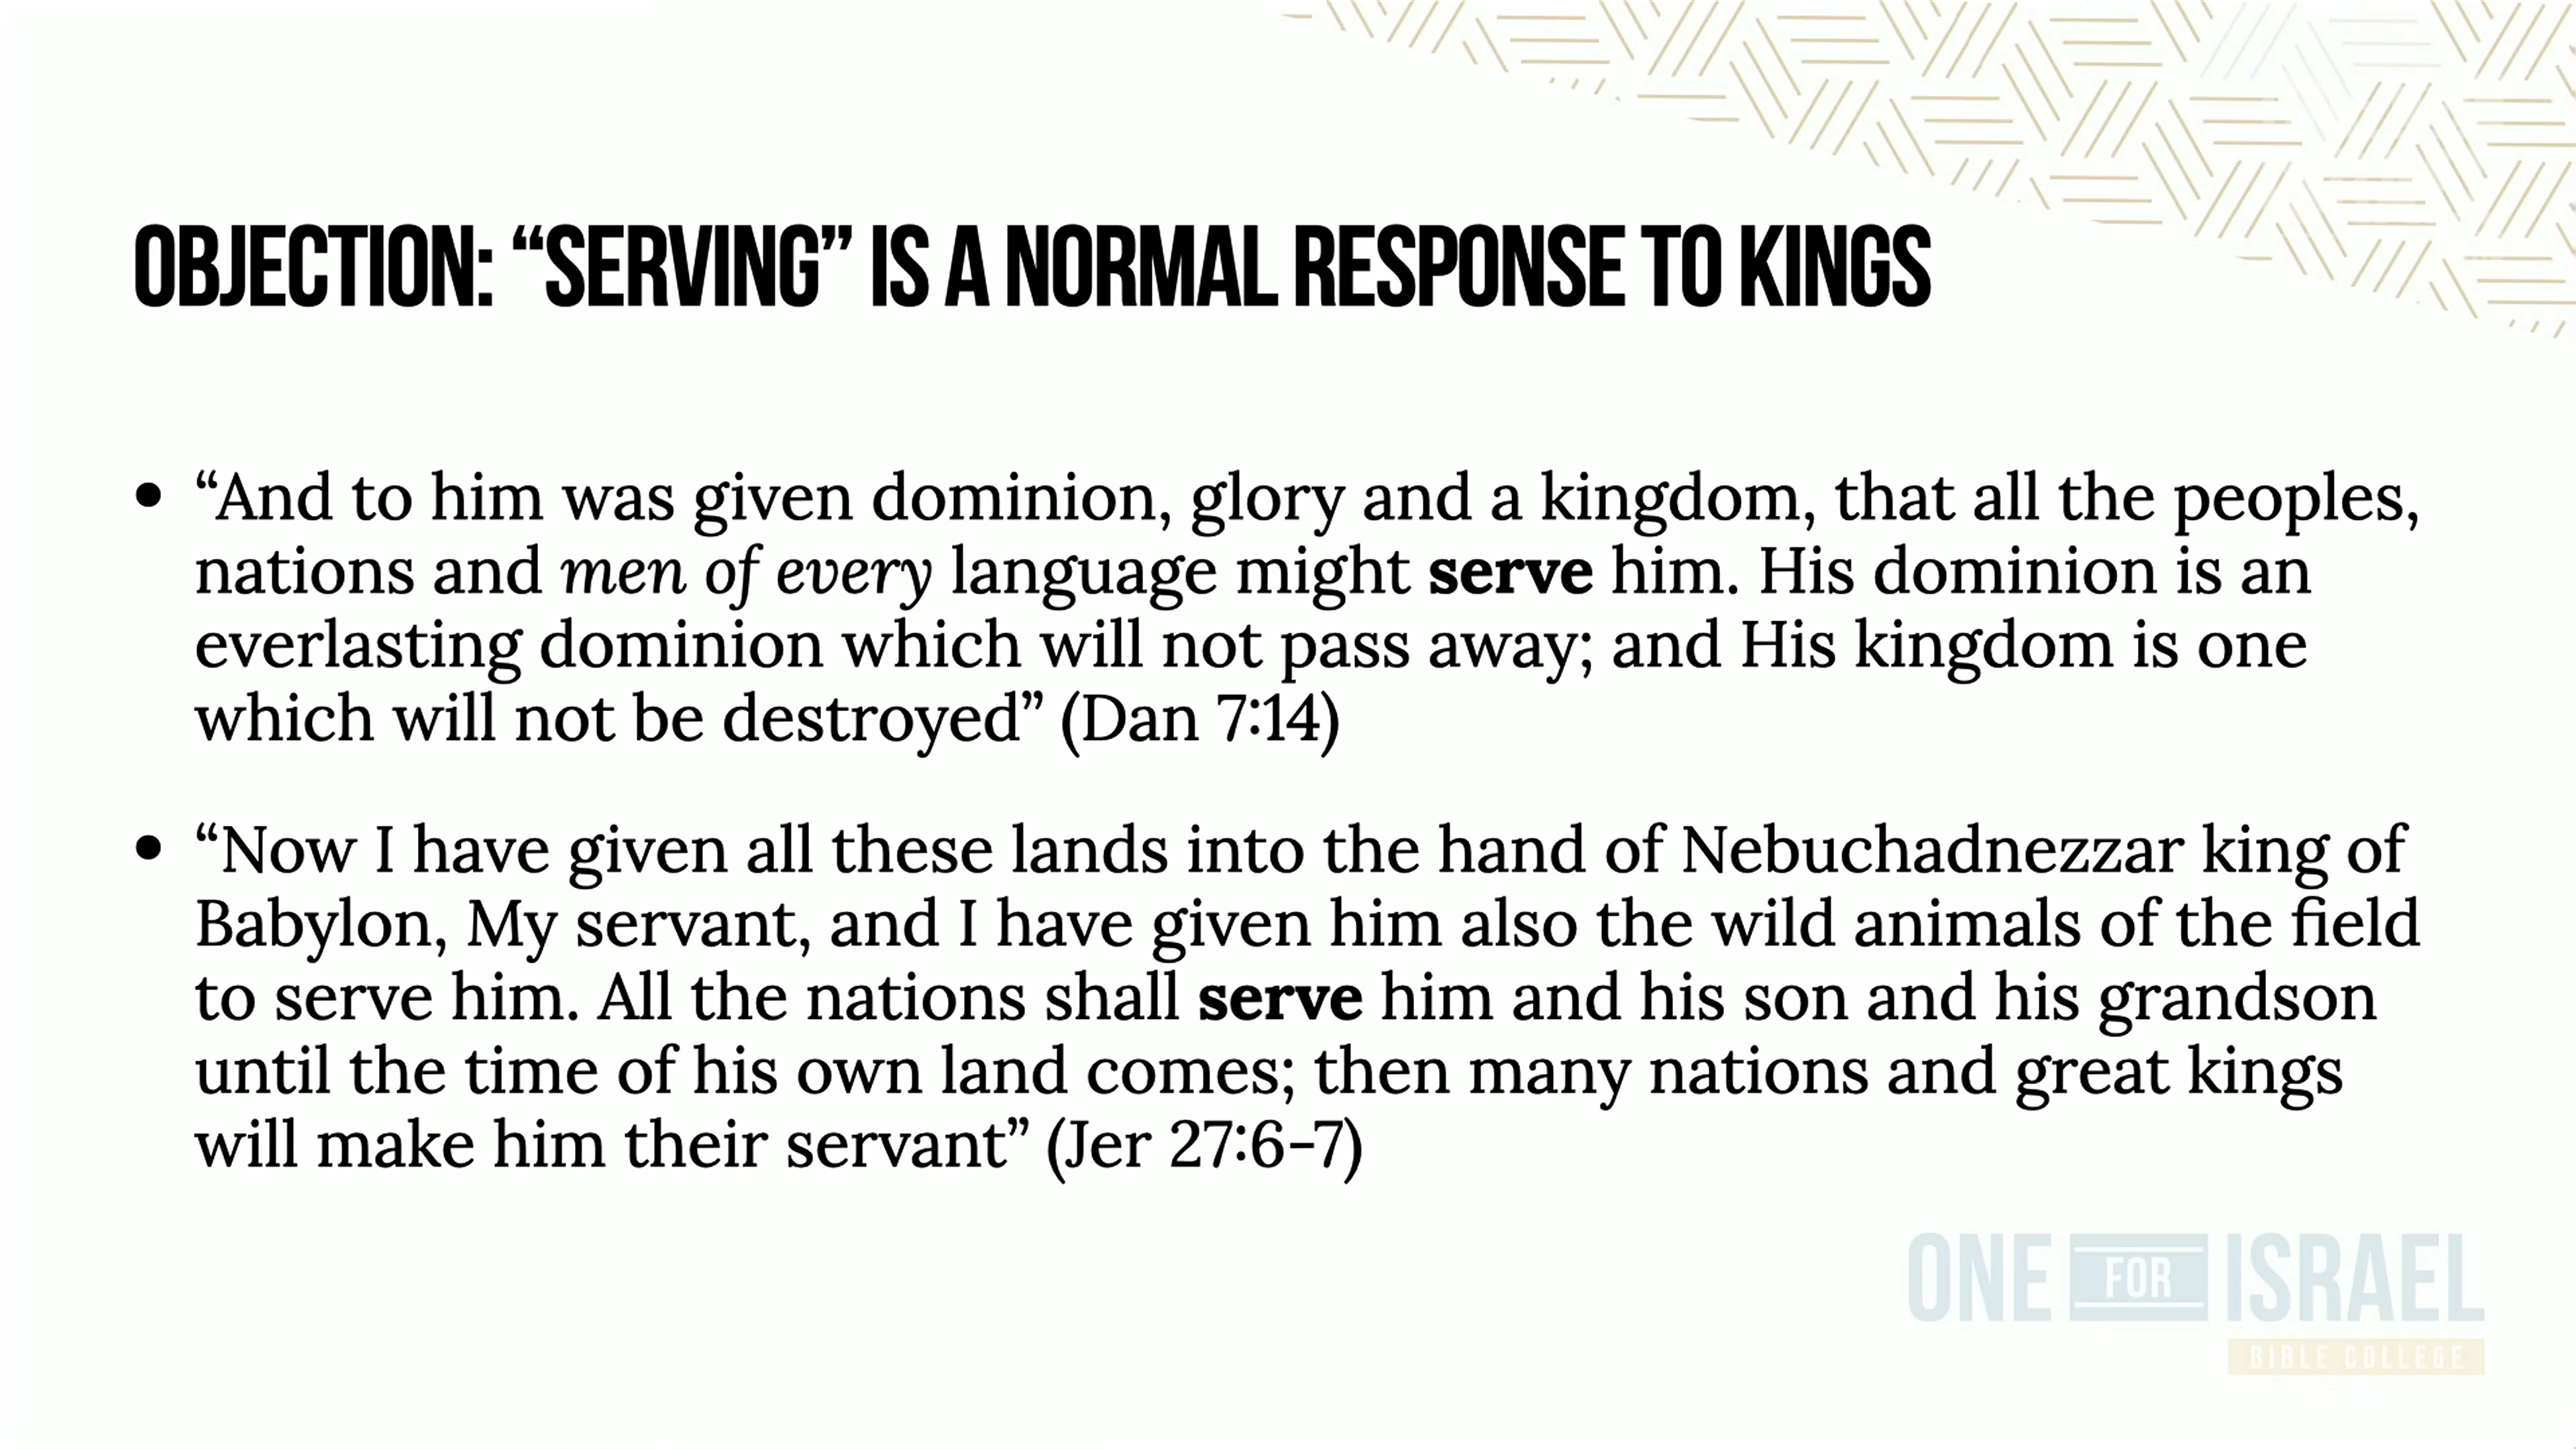 OBJECTION: “SERVING” IS A NORMAL RESPONSE TO KINGS
• “And to him was given dominion, glory and a kingdom, that all the peoples,
nations and men of every language might serve him. His dominion is an
everlasting dominion which will not pass away; and His kingdom is one
which will not be destroyed” (Dan 7:14)
• “Now I have given all these lands into the hand of Nebuchadnezzar king of
Babylon, My servant, and I have given him also the wild animals of the field
to serve him. All the nations shall serve him and his son and his grandson
until the time of his own land comes; then many nations and great kings
will make him their servant” (Jer 27:6-7)
ONE FOR ISRAEL
BIBLE COLLEGE